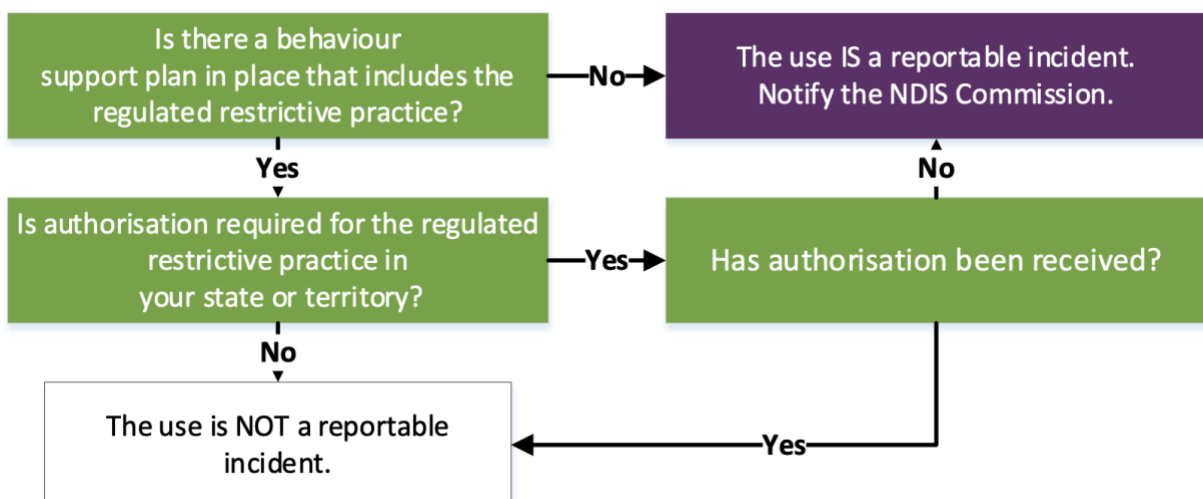 Is there a behaviour
support plan in place that includes the
regulated restrictive practice?
No
The use IS a reportable incident.
Notify the NDIS Commission.
Yes
No
Is authorisation required for the regulated
restrictive practice in
your state or territory?
Yes
Has authorisation been received?
No
The use is NOT a reportable
incident.
Yes